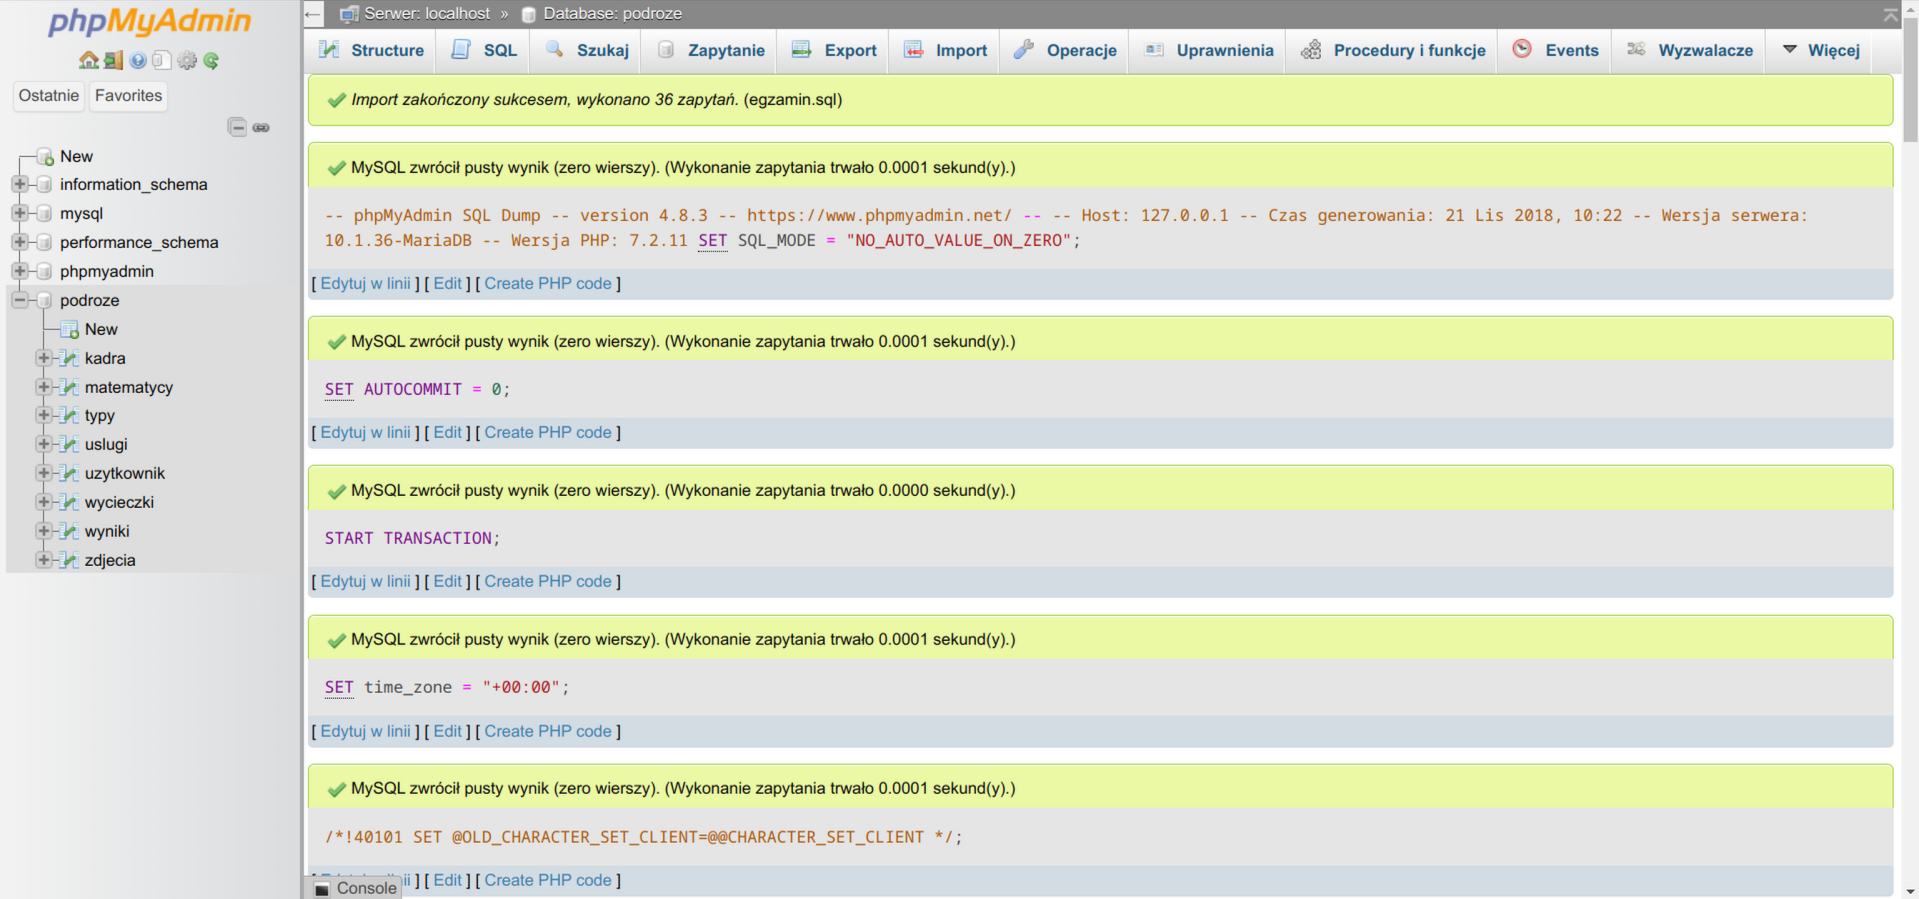 phpMyAdmin
Ostatnie
Favorites
New
information_schema
mysql
performance_schema
phpmyadmin
podroze
New
kadra
matematycy
typy
uslugi
uzytkownik
wycieczki
wyniki
zdjecia
Serwer: localhost » Database: podroze
Structure SQL Szukaj Zapytanie Export Import Operacje Uprawnienia Procedury i funkcje Events Wyzwalacze Więcej
Import zakończony sukcesem, wykonano 36 zapytań. (egzamin.sql)
MySQL zwrócił pusty wynik (zero wierszy). (Wykonanie zapytania trwało 0.0001 sekund(y).)
-- phpMyAdmin SQL Dump -- version 4.8.3 -- https://www.phpmyadmin.net/ -- -- Host: 127.0.0.1 -- Czas generowania: 21 Lis 2018, 10:22 -- Wersja serwera:
10.1.36-MariaDB -- Wersja PHP: 7.2.11 SET SQL_MODE = "NO_AUTO_VALUE_ON_ZERO";
[ Edytuj w linii ] [ Edit ] [ Create PHP code ]
MySQL zwrócił pusty wynik (zero wierszy). (Wykonanie zapytania trwało 0.0001 sekund(y).)
SET AUTOCOMMIT = 0;
[ Edytuj w linii ] [ Edit ] [ Create PHP code ]
MySQL zwrócił pusty wynik (zero wierszy). (Wykonanie zapytania trwało 0.0000 sekund(y).)
START TRANSACTION;
[ Edytuj w linii ] [ Edit ] [ Create PHP code ]
MySQL zwrócił pusty wynik (zero wierszy). (Wykonanie zapytania trwało 0.0001 sekund(y).)
SET time_zone = "+00:00";
[ Edytuj w linii ] [ Edit ] [ Create PHP code ]
MySQL zwrócił pusty wynik (zero wierszy). (Wykonanie zapytania trwało 0.0001 sekund(y).)
/*!40101 SET @OLD_CHARACTER_SET_CLIENT=@@CHARACTER_SET_CLIENT */;
] [ Edit ] [ Create PHP code ]
Console